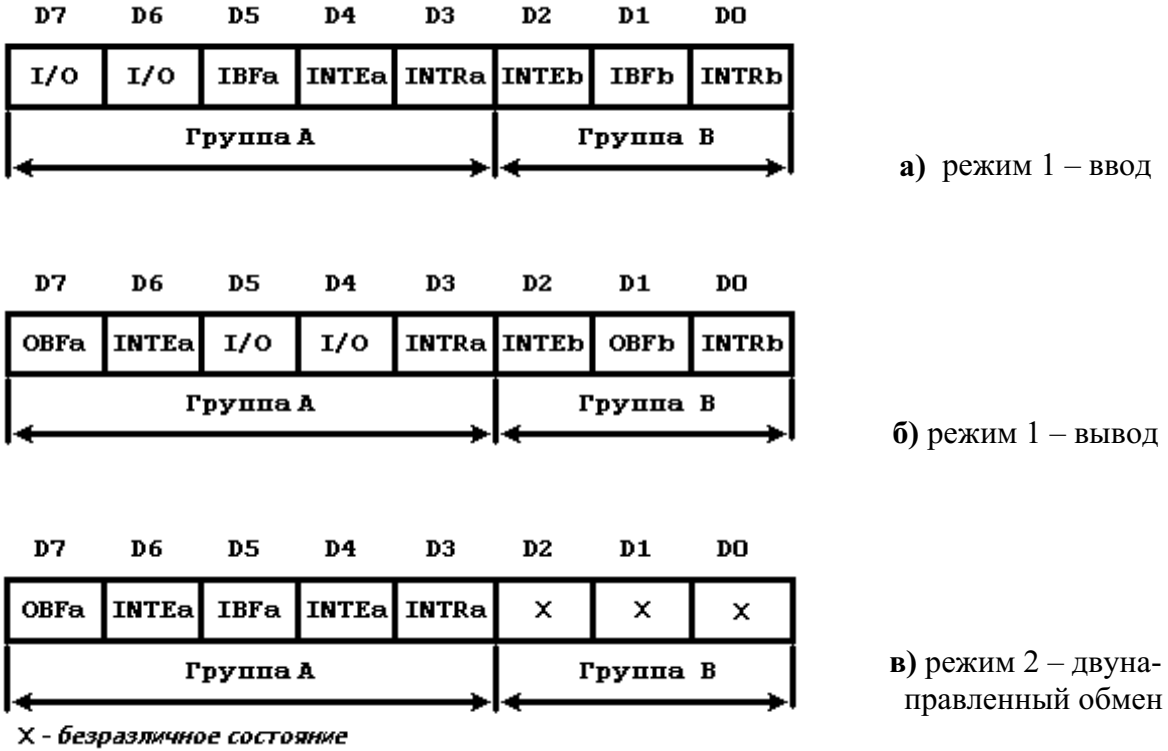 D7 D6 D5 D4 D3 D2 D1 D0
I/O I/O IBFa INTEa INTRa INTEb IBFb INTRb
Группа А Группа В
а) режим 1 – ввод
D7 D6 D5 D4 D3 D2 D1 D0
OBFa INTEa I/O I/O INTRa INTEb OBFb INTRb
Группа А Группа В
б) режим 1 – вывод
D7 D6 D5 D4 D3 D2 D1 D0
OBFa INTEa IBFa INTEa INTRa X X X
Группа А Группа В
в) режим 2 – двуна-
правленный обмен
X - безразличное состояние